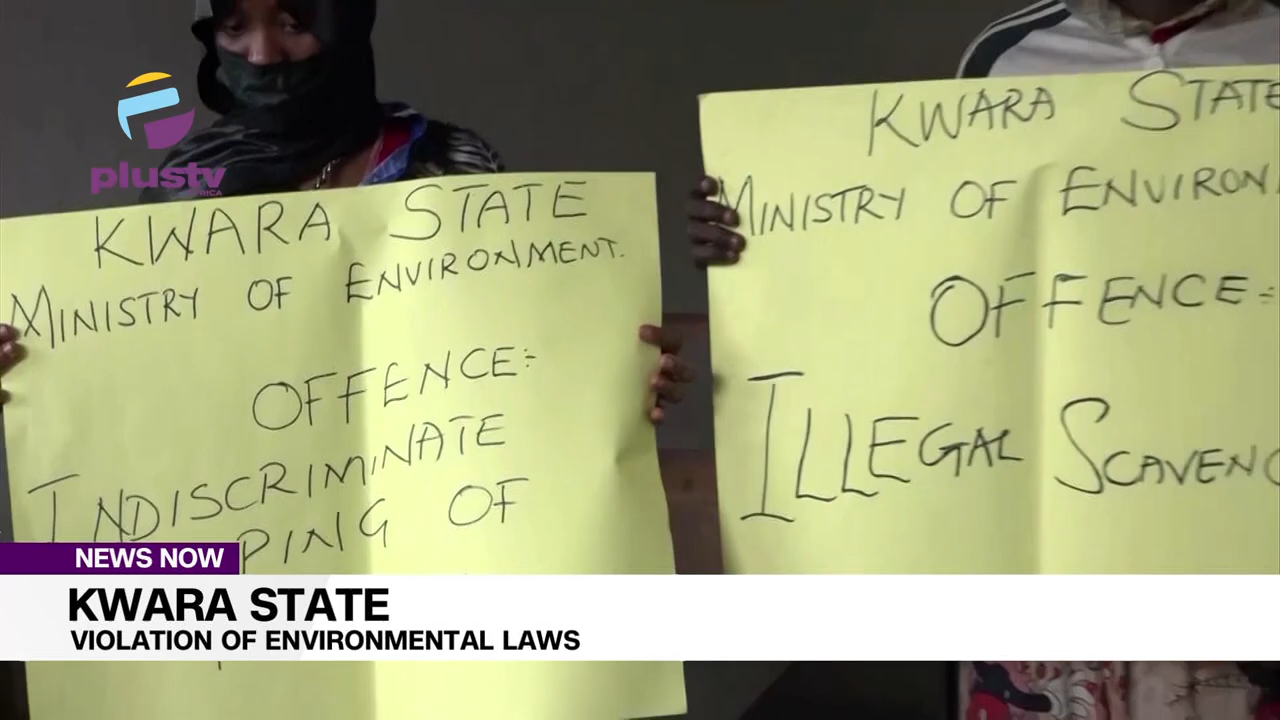 plustv
KWARA STATE
MINISTRY OF ENVIRONMENT.
OFFENCE:
INDISCRIMINATE
PING OF
KWARA STATE
MINISTRY OF ENVIRON
OFFENCE:
ILLEGAL SCAVENG
NEWS NOW
KWARA STATE
VIOLATION OF ENVIRONMENTAL LAWS